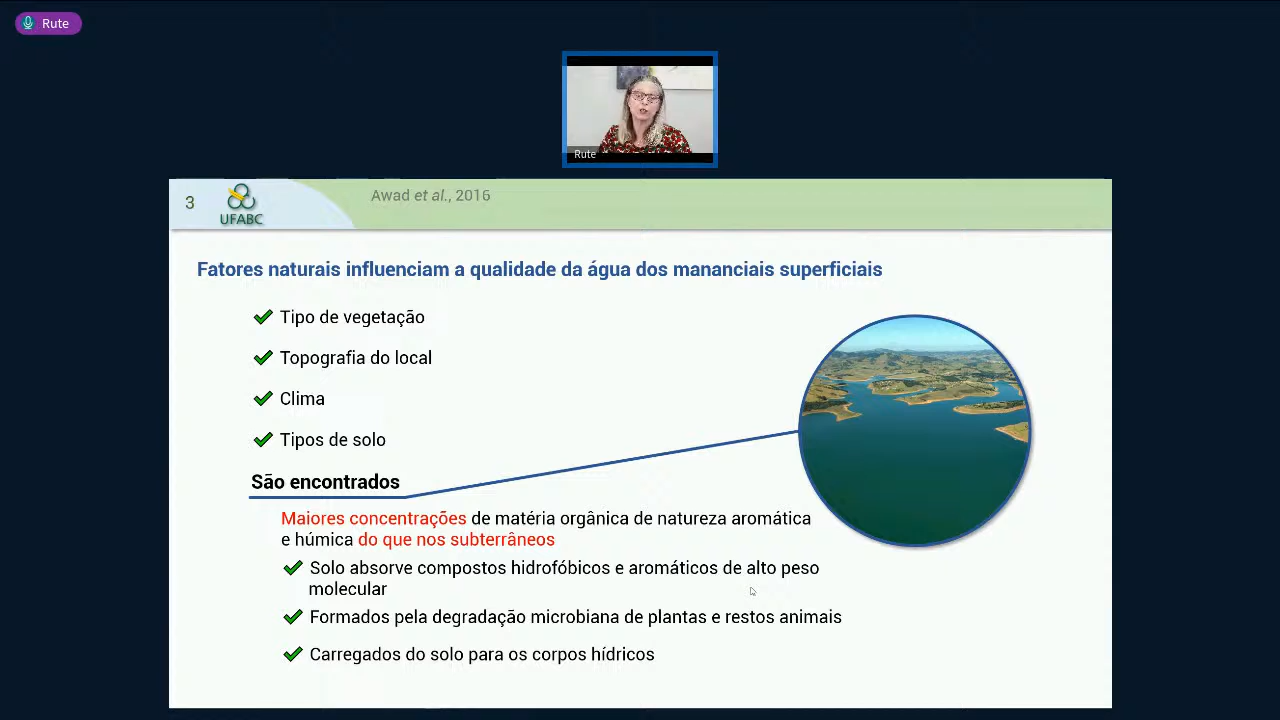 Rute
Rute
3
UFABC
Awad et al., 2016
Fatores naturais influenciam a qualidade da água dos mananciais superficiais
Tipo de vegetação
Topografia do local
Clima
Tipos de solo
São encontrados
Maiores concentrações de matéria orgânica de natureza aromática
e húmica do que nos subterrâneos
Solo absorve compostos hidrofóbicos e aromáticos de alto peso
molecular
Formados pela degradação microbiana de plantas e restos animais
Carregados do solo para os corpos hídricos